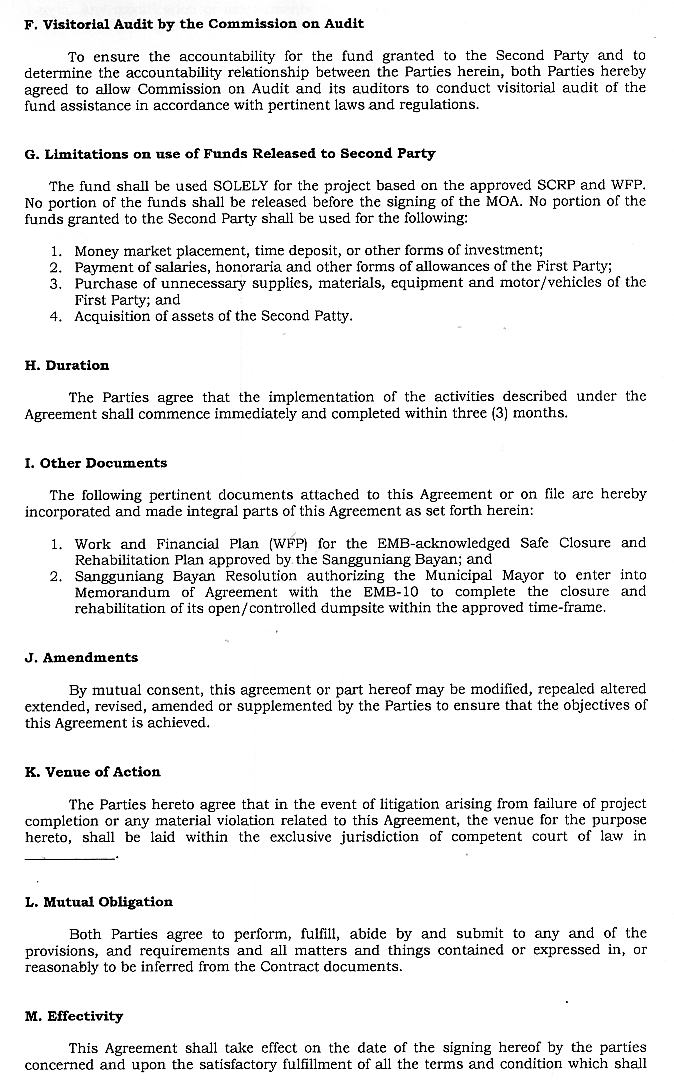 F. Visitorial Audit by the Commission on Audit
To ensure the accountability for the fund granted to the Second Party and to
determine the accountability relationship between the Parties herein, both Parties hereby
agreed to allow Commission on Audit and its auditors to conduct visitorial audit of the
fund assistance in accordance with pertinent laws and regulations.
G. Limitations on use of Funds Released to Second Party
The fund shall be used SOLELY for the project based on the approved SCRP and WFP.
No portion of the funds shall be released before the signing of the MOA. No portion of the
funds granted to the Second Party shall be used for the following:
1. Money market placement, time deposit, or other forms of investment;
2. Payment of salaries, honoraria and other forms of allowances of the First Party;
3. Purchase of unnecessary supplies, materials, equipment and motor/vehicles of the
First Party; and
4. Acquisition of assets of the Second Patty.
H. Duration
The Parties agree that the implementation of the activities described under the
Agreement shall commence immediately and completed within three (3) months.
I. Other Documents
The following pertinent documents attached to this Agreement or on file are hereby
incorporated and made integral parts of this Agreement as set forth herein:
1. Work and Financial Plan (WFP) for the EMB-acknowledged Safe Closure and
Rehabilitation Plan approved by the Sangguniang Bayan; and
2. Sangguniang Bayan Resolution authorizing the Municipal Mayor to enter into
Memorandum of Agreement with the EMB-10 to complete the closure and
rehabilitation of its open/controlled dumpsite within the approved time-frame.
J. Amendments
By mutual consent, this agreement or part hereof may be modified, repealed altered
extended, revised, amended or supplemented by the Parties to ensure that the objectives of
this Agreement is achieved.
K. Venue of Action
The Parties hereto agree that in the event of litigation arising from failure of project
completion or any material violation related to this Agreement, the venue for the purpose
hereto, shall be laid within the exclusive jurisdiction of competent court of law in
____________.
L. Mutual Obligation
Both Parties agree to perform, fulfill, abide by and submit to any and of the
provisions, and requirements and all matters and things contained or expressed in, or
reasonably to be inferred from the Contract documents.
M. Effectivity
This Agreement shall take effect on the date of the signing hereof by the parties
concerned and upon the satisfactory fulfillment of all the terms and condition which shall